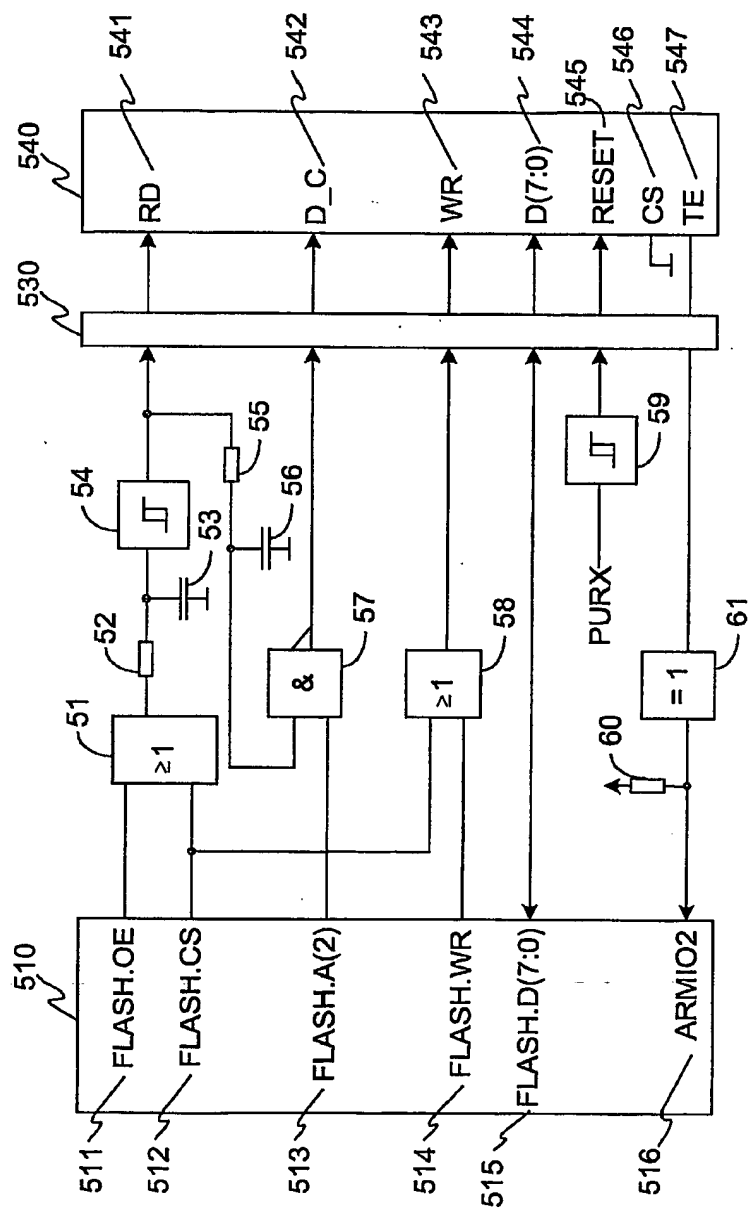 510
511
FLASH.OE
512
FLASH.CS
513
FLASH.A(2)
514
FLASH.WR
515
FLASH.D(7:0)
516
ARMIO2
51
≥1
52
53
54
55
56
57
&
58
≥1
PURX
59
60
61
= 1
530
540
RD
541
D_C
542
WR
543
D(7:0)
544
RESET
545
CS
546
TE
547